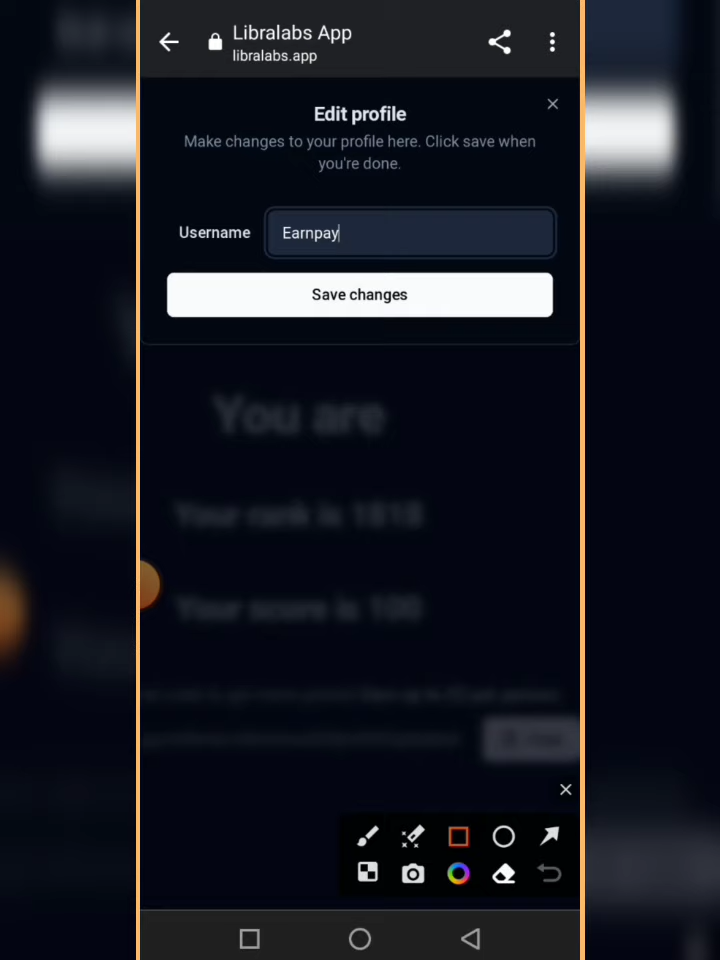 Libralabs App
libralabs.app
Edit profile
Make changes to your profile here. Click save when
you're done.
Username
Earnpay
Save changes
You are
Your rank is 1818
Your score is 100